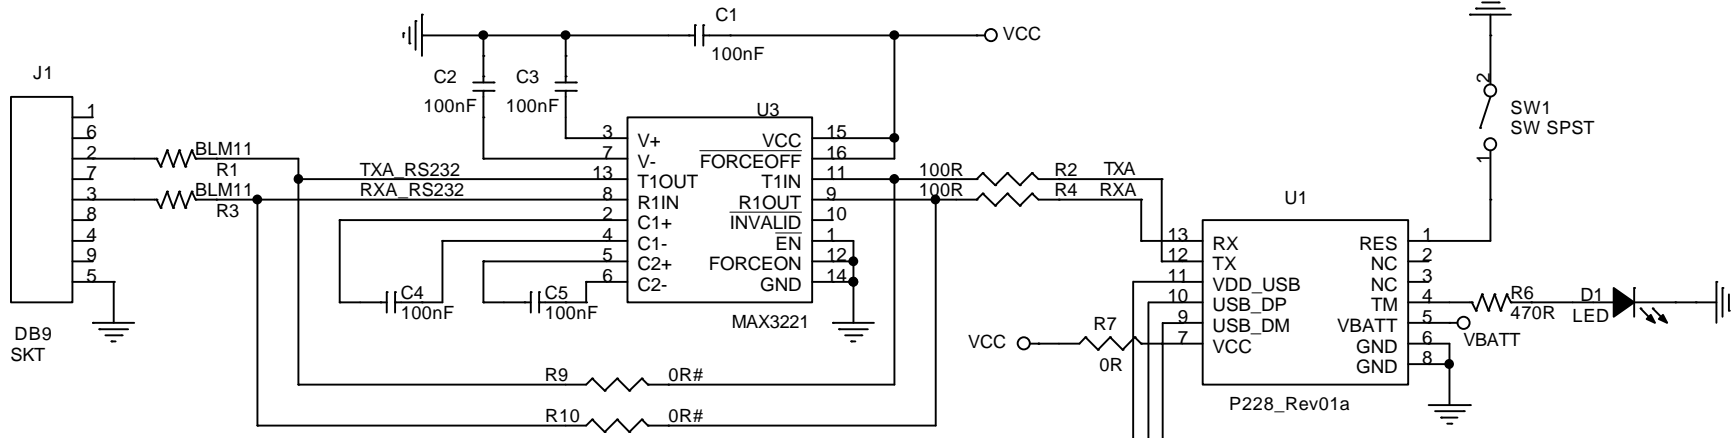 C1
100nF
VCC
C2
100nF
C3
100nF
J1
1
6
2
7
3
8
4
9
5
DB9
SKT
BLM11
R1
BLM11
R3
TXA_RS232
RXA_RS232
U3
3 V+
7 V-
13 T1OUT
8 R1IN
2 C1+
4 C1-
5 C2+
6 C2-
VCC 15
FORCEOFF 16
T1IN 11
R1OUT 9
INVALID 10
EN 1
FORCEON 12
GND 14
MAX3221
C4
100nF
C5
100nF
100R R2 TXA
100R R4 RXA
R9 0R#
R10 0R#
2
1
SW1
SW SPST
U1
13 RX
12 TX
11 VDD_USB
10 USB_DP
9 USB_DM
7 VCC
RES 1
NC 2
NC 3
TM 4
VBATT 5
GND 6
GND 8
P228_Rev01a
VCC
R7
0R
R6
470R
D1
LED
VBATT